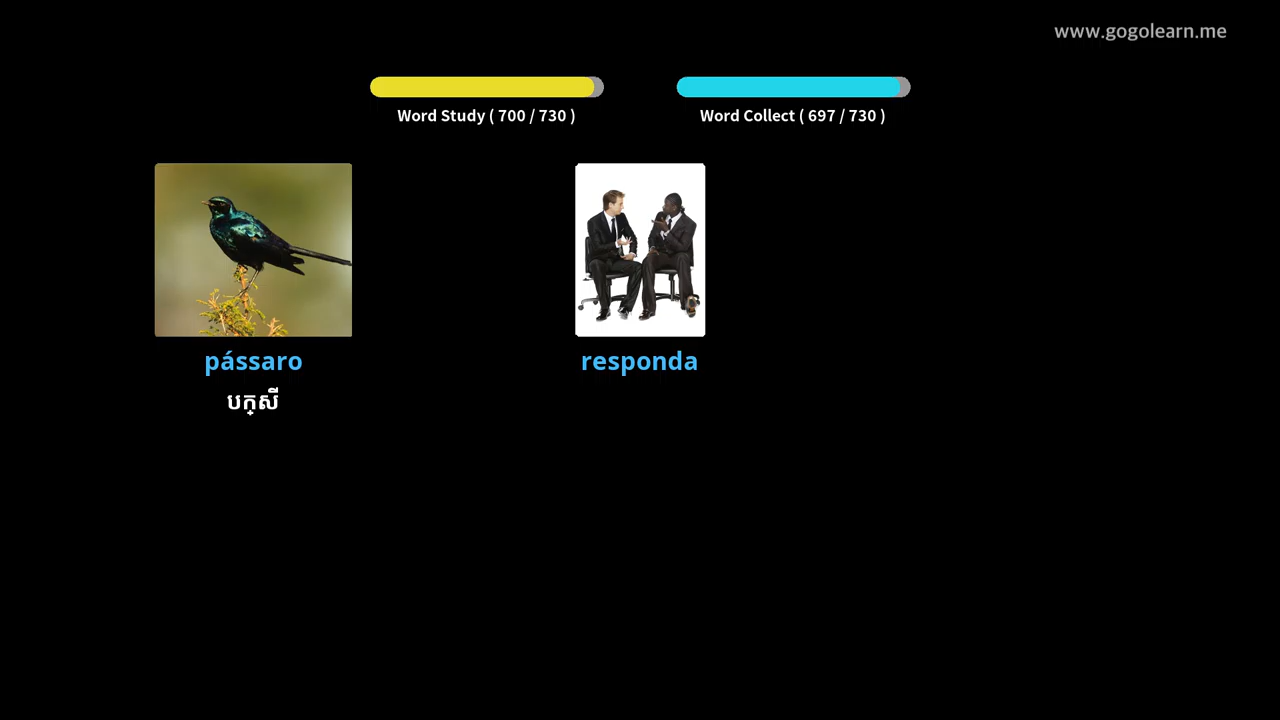 www.gogolearn.me
Word Study ( 700 / 730 )
Word Collect ( 697 / 730 )
pássaro
បក្សី
responda